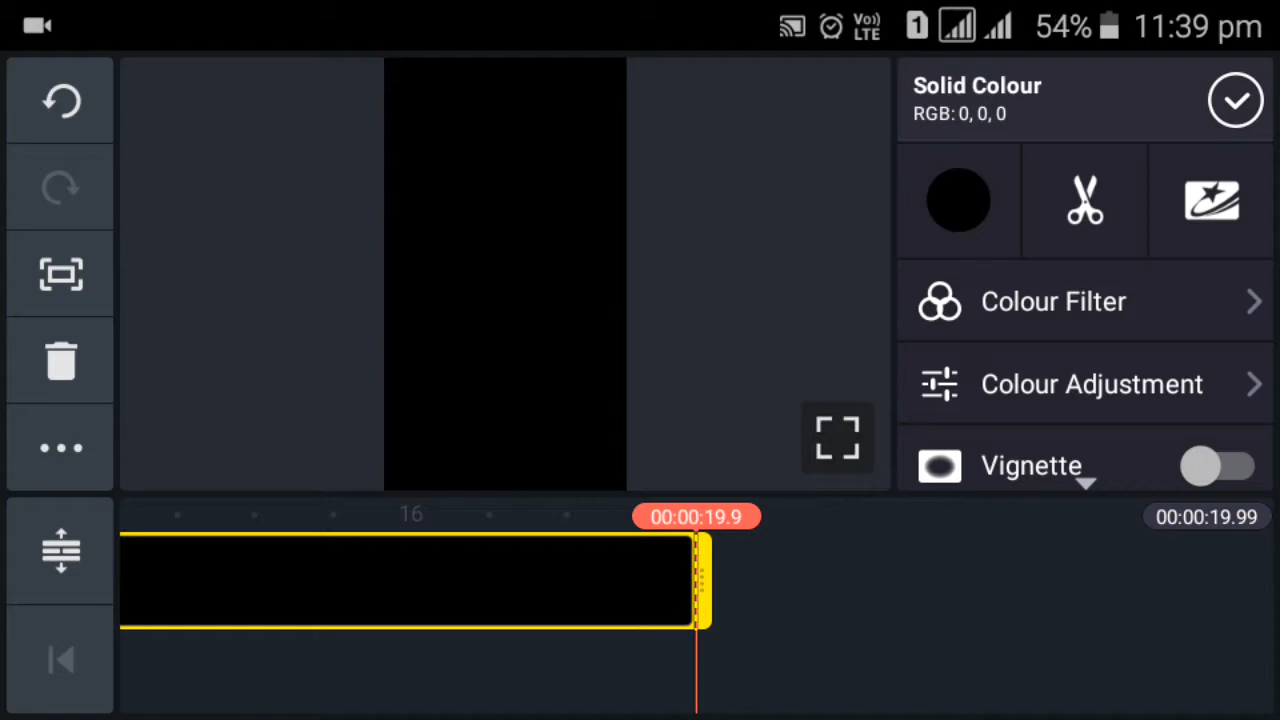 Vo))
LTE
1
54%
11:39 pm
Solid Colour
RGB: 0, 0, 0
Colour Filter
Colour Adjustment
Vignette
16
00:00:19.9
00:00:19.99